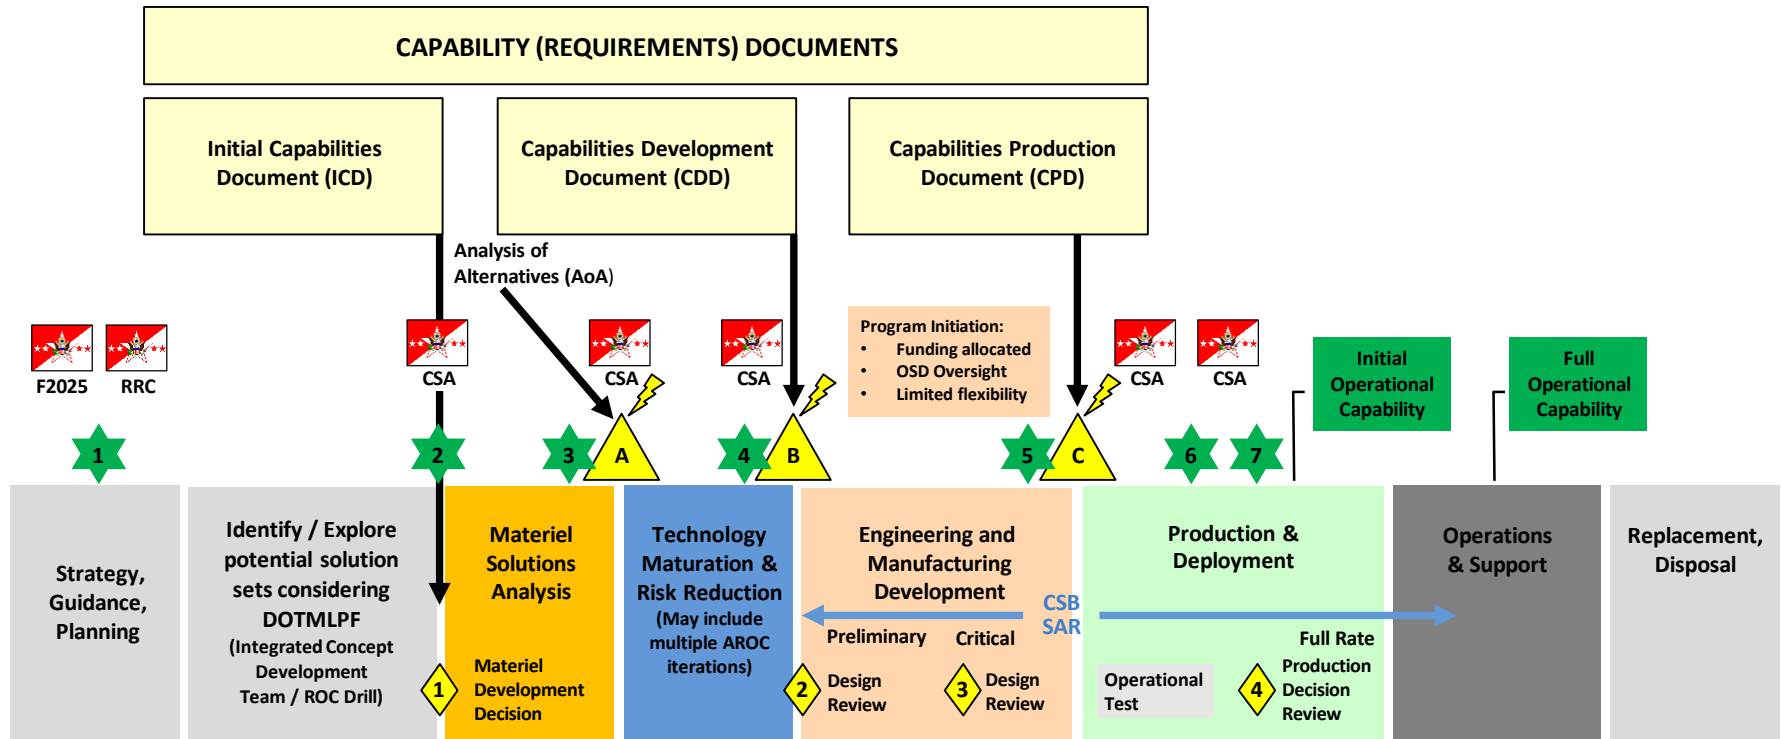 CAPABILITY (REQUIREMENTS) DOCUMENTS
Initial Capabilities
Document (ICD)
Capabilities Development
Document (CDD)
Capabilities Production
Document (CPD)
Analysis of
Alternatives (AoA)
F2025
RRC
CSA
CSA
CSA
Program Initiation:
• Funding allocated
• OSD Oversight
• Limited flexibility
CSA
CSA
Initial
Operational
Capability
Full
Operational
Capability
1
2
3
A
4
B
5
C
6
7
Strategy,
Guidance,
Planning
Identify / Explore
potential solution
sets considering
DOTMLPF
(Integrated Concept
Development
Team / ROC Drill)
Materiel
Solutions
Analysis
1
Materiel
Development
Decision
Technology
Maturation &
Risk Reduction
(May include
multiple AROC
iterations)
Engineering and
Manufacturing
Development
CSB
SAR
Preliminary
2
Design
Review
Critical
3
Design
Review
Production &
Deployment
Operational
Test
Full Rate
4
Production
Decision
Review
Operations
& Support
Replacement,
Disposal